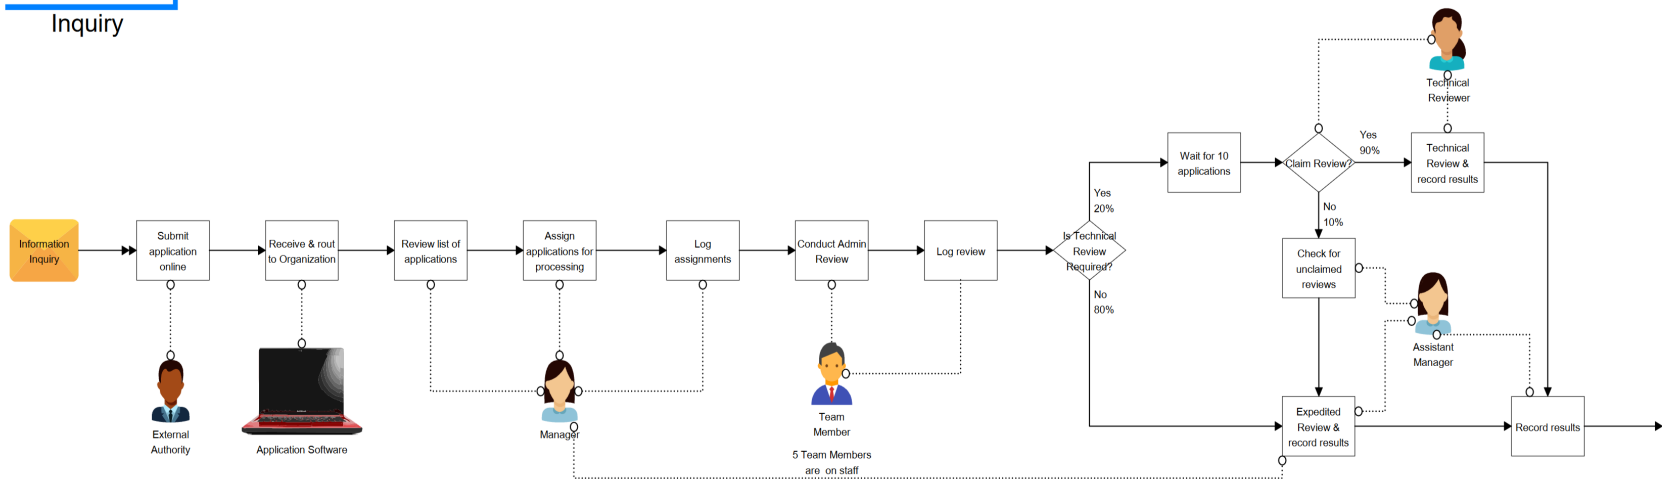 Inquiry
Information
Inquiry
Submit
application
online
Receive & rout
to Organization
Review list of
applications
Assign
applications for
processing
Log
assignments
Conduct Admin
Review
Log review
Is Technical
Review
Required?
Yes
20%
No
80%
Wait for 10
applications
Claim Review?
Yes
90%
No
10%
Technical
Review &
record results
Technical
Reviewer
Check for
unclaimed
reviews
Assistant
Manager
Expedited
Review &
record results
Record results
External
Authority
Application Software
Manager
Team
Member
5 Team Members
are on staff